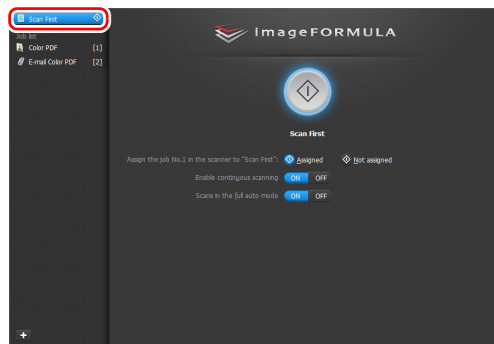 Scan First
Job list
Color PDF [1]
E-mail Color PDF [2]
imageFORMULA
Scan First
Assign the job No.1 in the scanner to "Scan First": Assigned Not assigned
Enable continuous scanning ON OFF
Scans in the full auto mode ON OFF
+